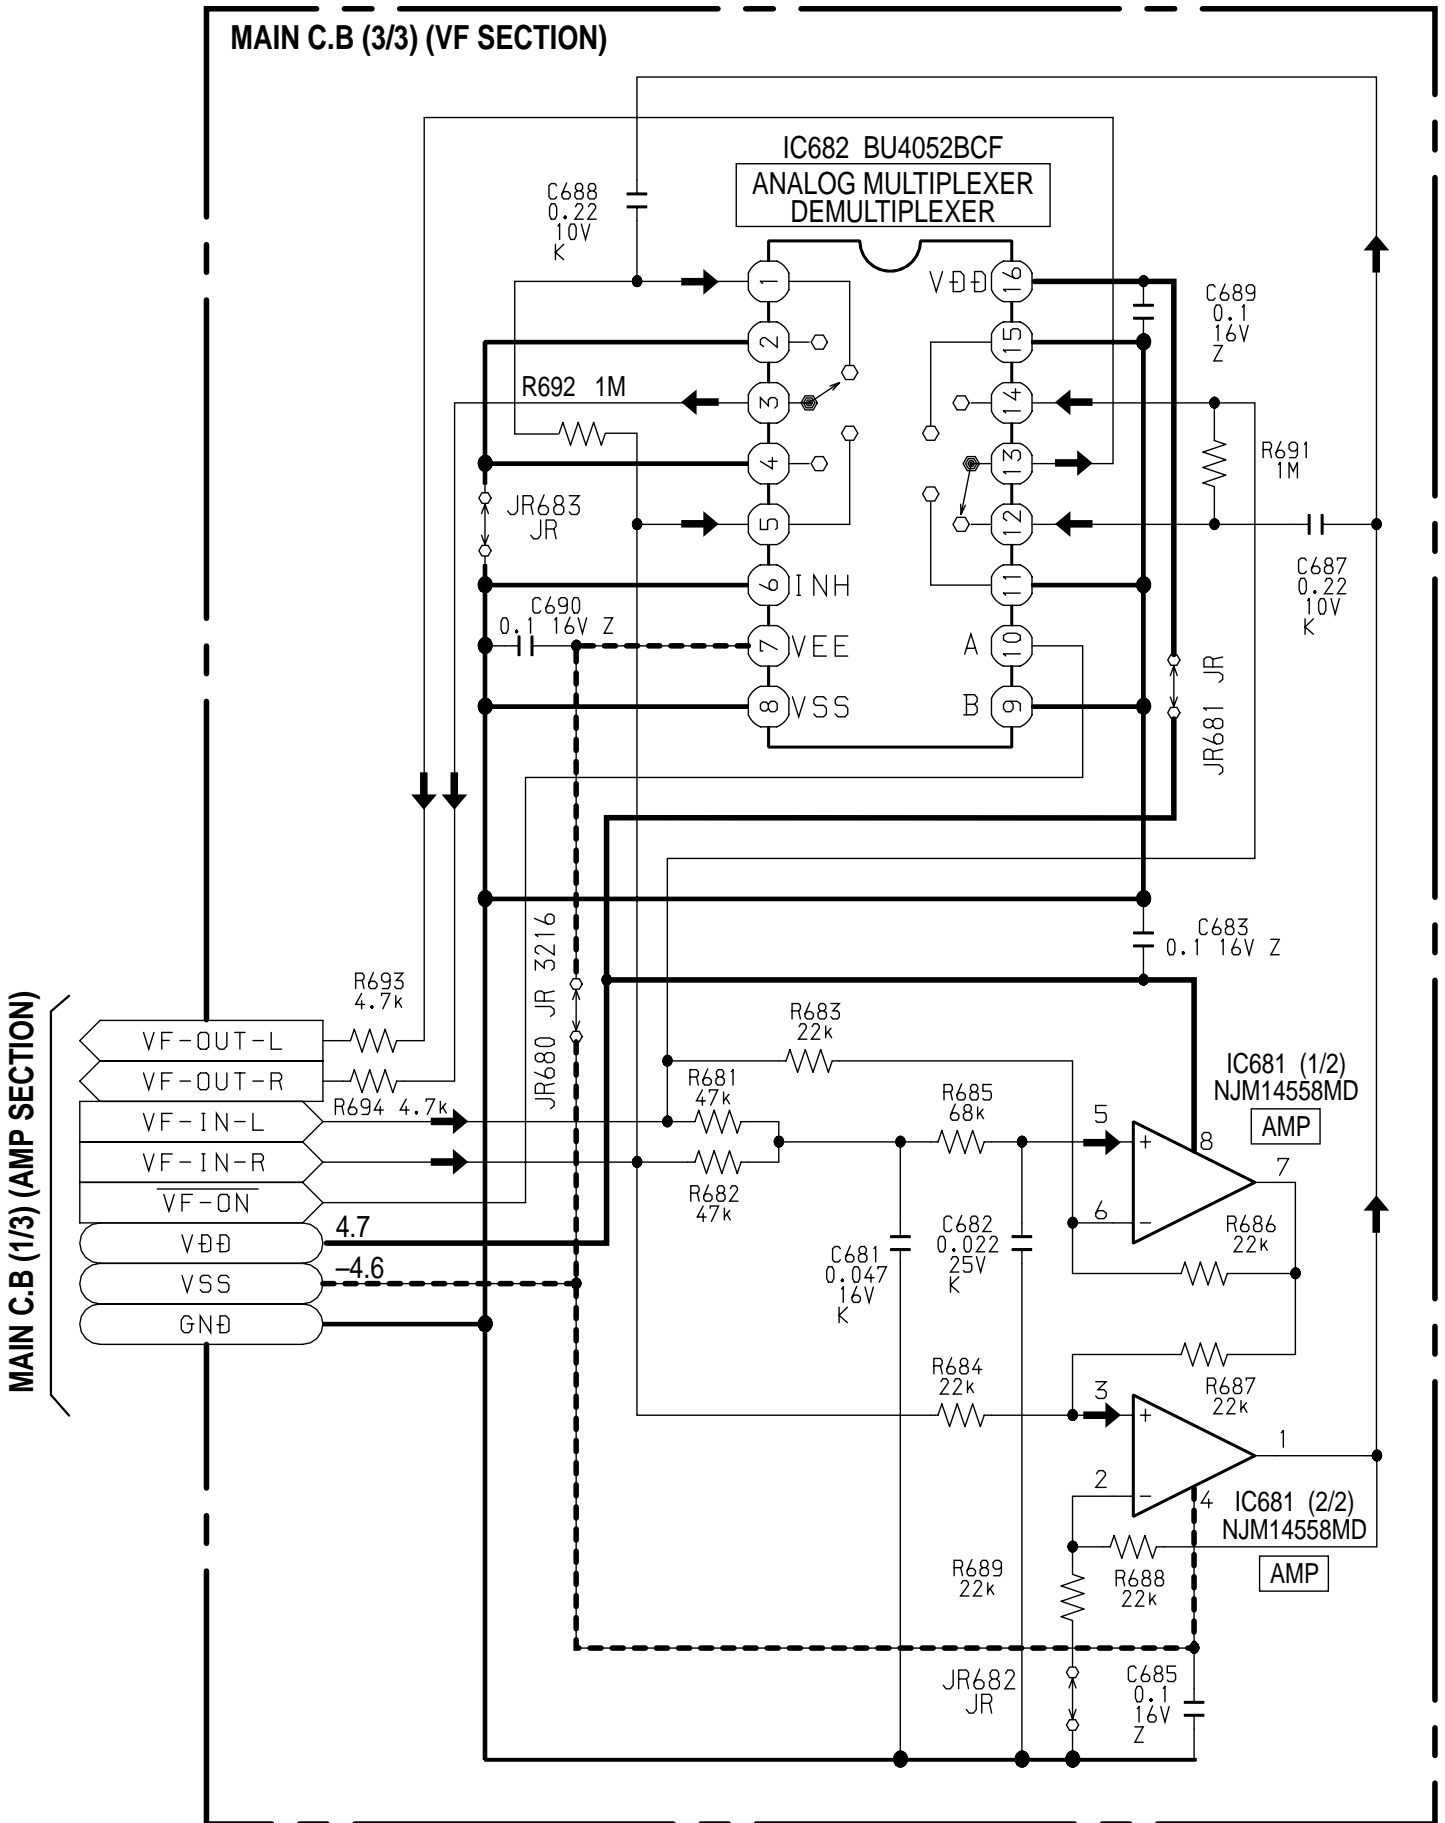 MAIN C.B (3/3) (VF SECTION)
IC682 BU4052BCF
ANALOG MULTIPLEXER
DEMULTIPLEXER
C688
0.22
10V
K
1
2
3
4
5
6
7
8
INH
VEE
VSS
VDD
A
B
16
15
14
13
12
11
10
9
C689
0.1
16V
Z
R692 1M
R691
1M
JR683
JR
C690
0.1 16V Z
C687
0.22
10V
K
JR681 JR
JR680 JR 3216
C683
0.1 16V Z
MAIN C.B (1/3) (AMP SECTION)
R693
4.7k
VF-OUT-L
VF-OUT-R
R694 4.7k
VF-IN-L
VF-IN-R
VF-ON
VDD
4.7
VSS
–4.6
GND
R683
22k
R681
47k
R682
47k
R685
68k
IC681 (1/2)
NJM14558MD
AMP
5
6
7
8
+
−
R686
22k
C681
0.047
16V
K
C682
0.022
25V
K
R684
22k
R687
22k
3
2
1
4
+
−
IC681 (2/2)
NJM14558MD
AMP
R689
22k
R688
22k
JR682
JR
C685
0.1
16V
Z